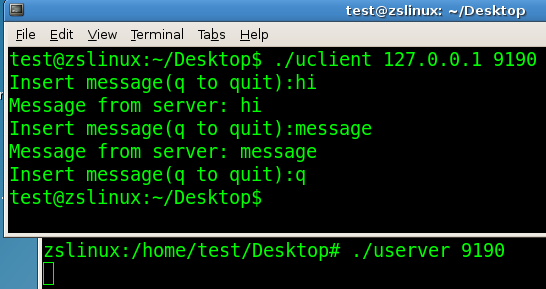 test@zslinux: ~/Desktop
File Edit View Terminal Tabs Help
test@zslinux:~/Desktop$ ./uclient 127.0.0.1 9190
Insert message(q to quit):hi
Message from server: hi
Insert message(q to quit):message
Message from server: message
Insert message(q to quit):q
test@zslinux:~/Desktop$
zslinux:/home/test/Desktop# ./userver 9190